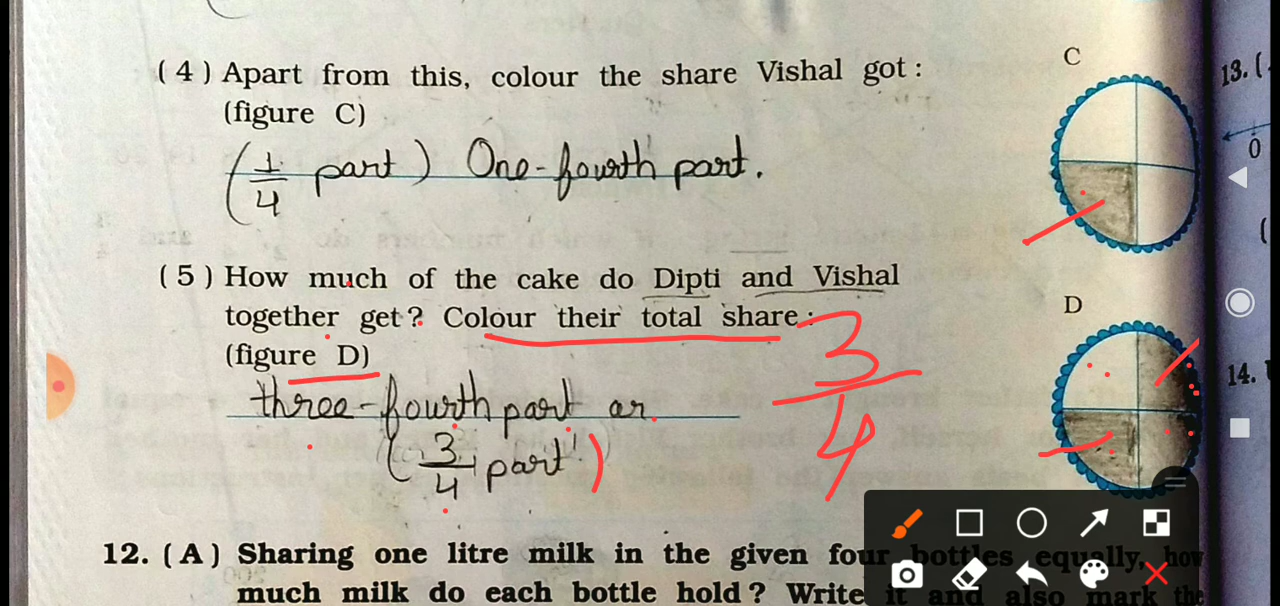 ( 4 ) Apart from this, colour the share Vishal got :
(figure C)
( 1/4 part ) One-fourth part.
C
( 5 ) How much of the cake do Dipti and Vishal
together get ? Colour their total share :
(figure D)
three-fourth part or
( 3/4 part )
3/4
D
12. ( A ) Sharing one litre milk in the given four bottles equally, how
much milk do each bottle hold ? Write it and also mark the
13. (
0
(
14.